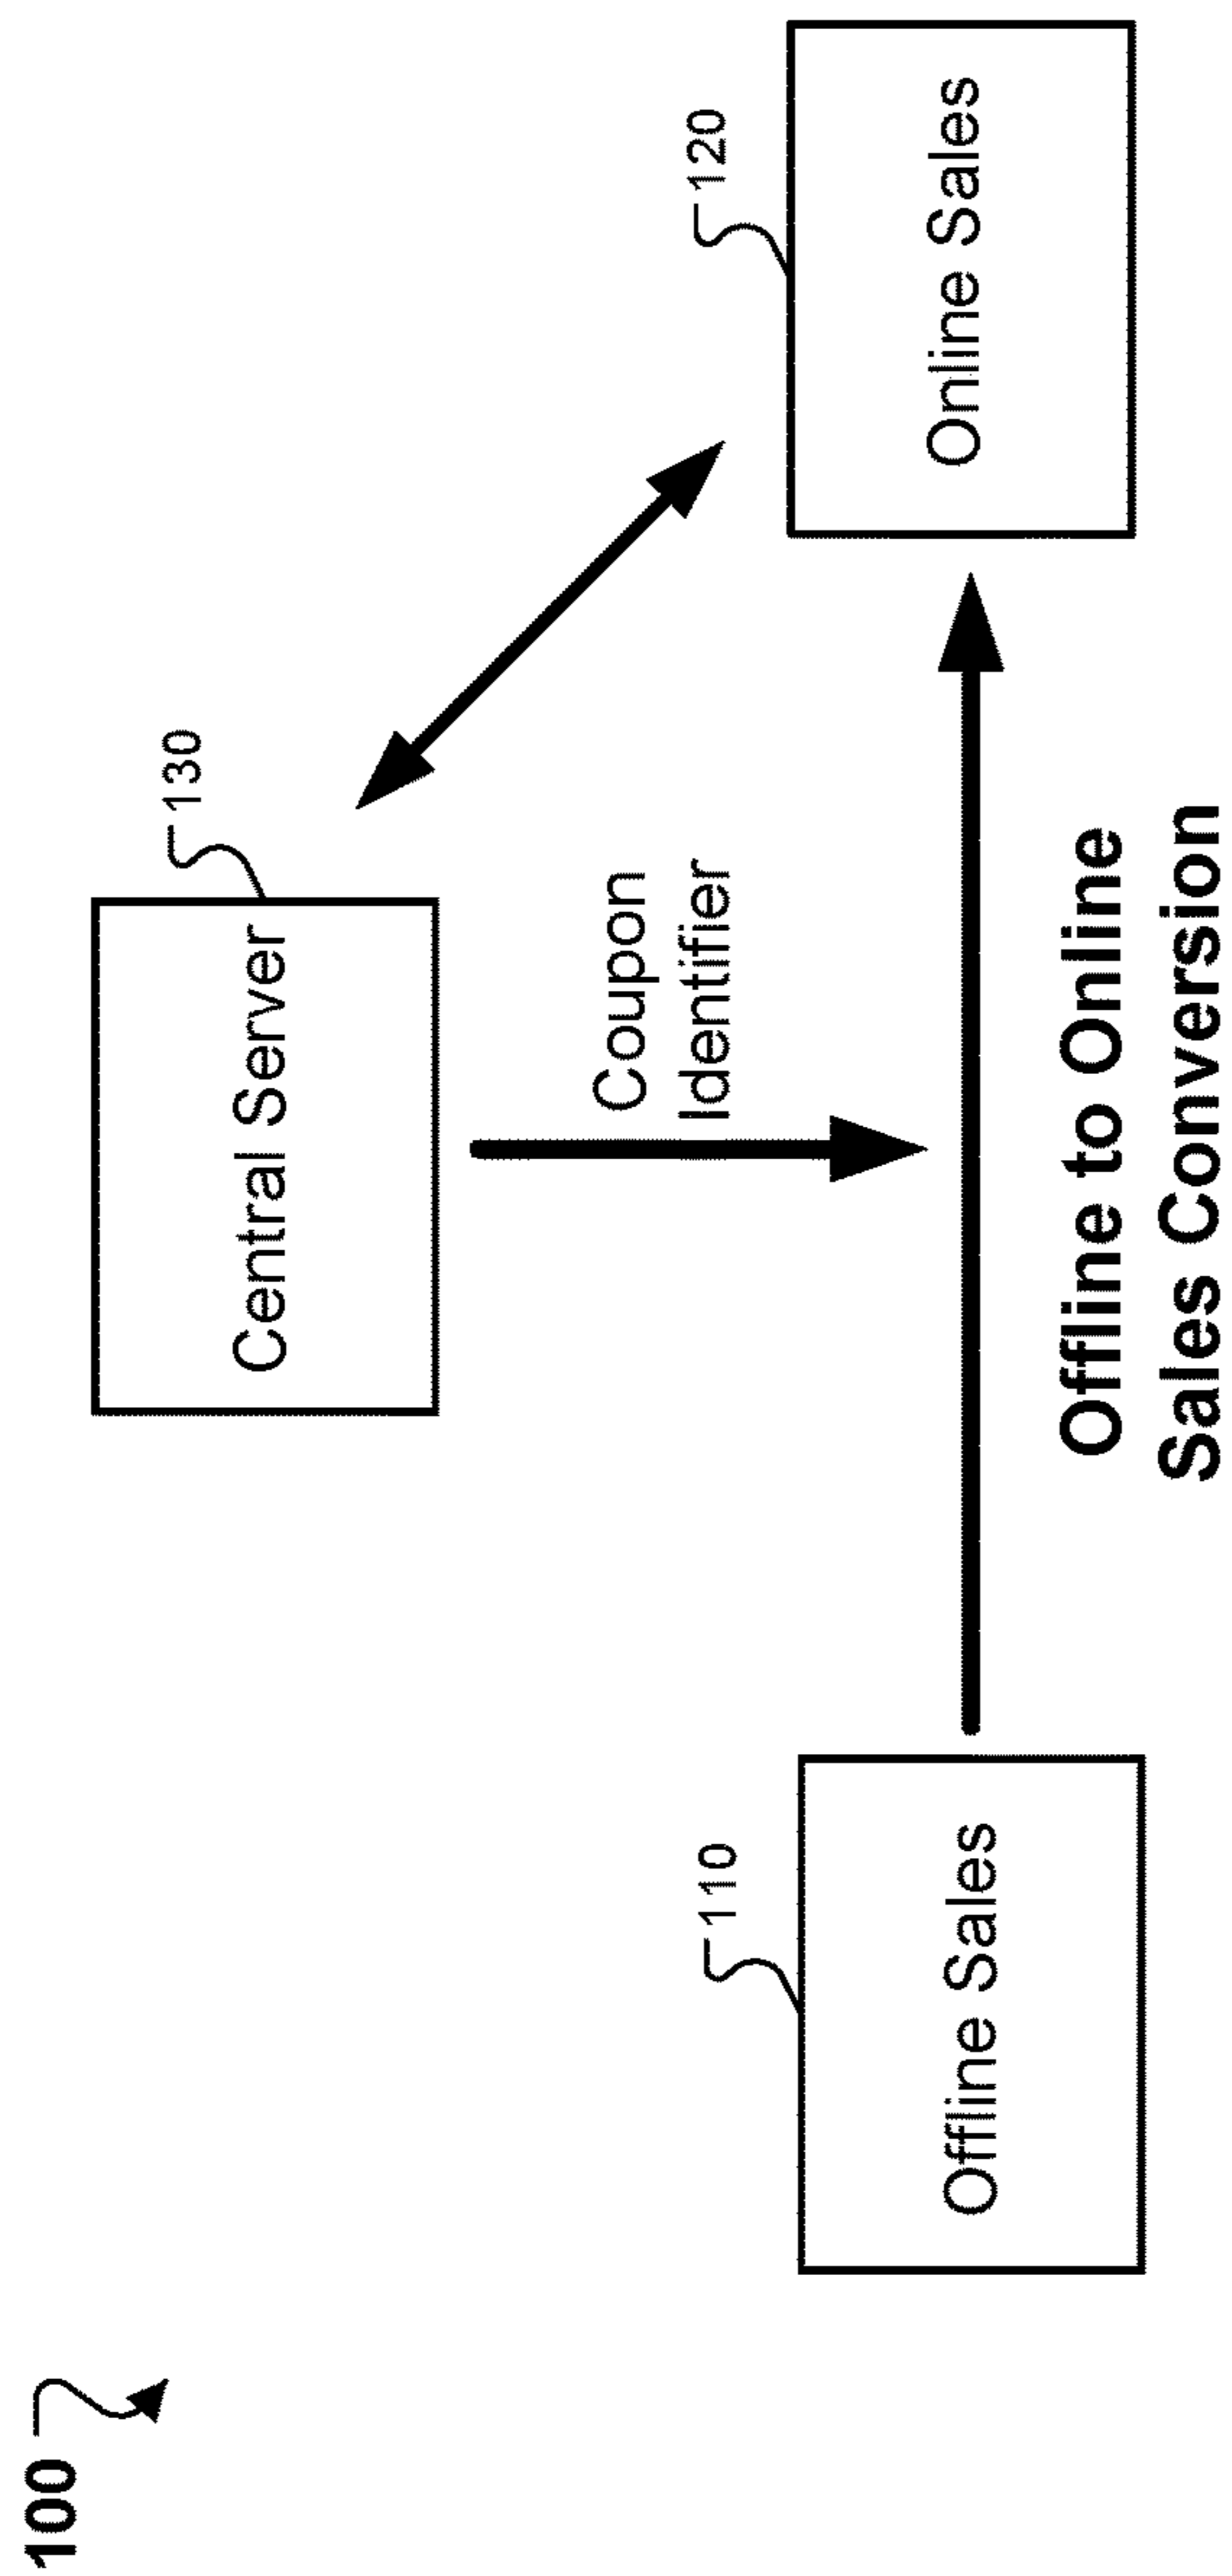 100
130
Central Server
Coupon
Identifier
110
120
Offline Sales
Online Sales
Offline to Online
Sales Conversion